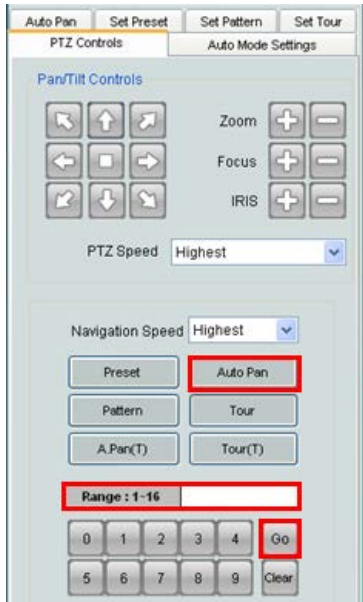 Auto Pan Set Preset Set Pattern Set Tour
PTZ Controls Auto Mode Settings
Pan/Tilt Controls
Zoom
Focus
IRIS
PTZ Speed Highest
Navigation Speed Highest
Preset Auto Pan
Pattern Tour
A.Pan(T) Tour(T)
Range : 1~16
0 1 2 3 4 Go
5 6 7 8 9 Clear